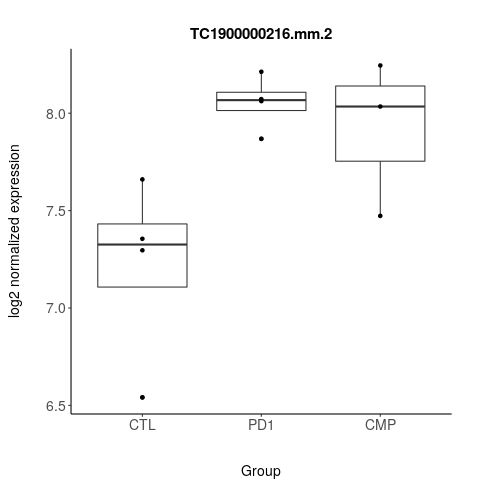 TC1900000216.mm.2
log2 normalized expression
8.0
7.5
7.0
6.5
CTL PD1 CMP
Group